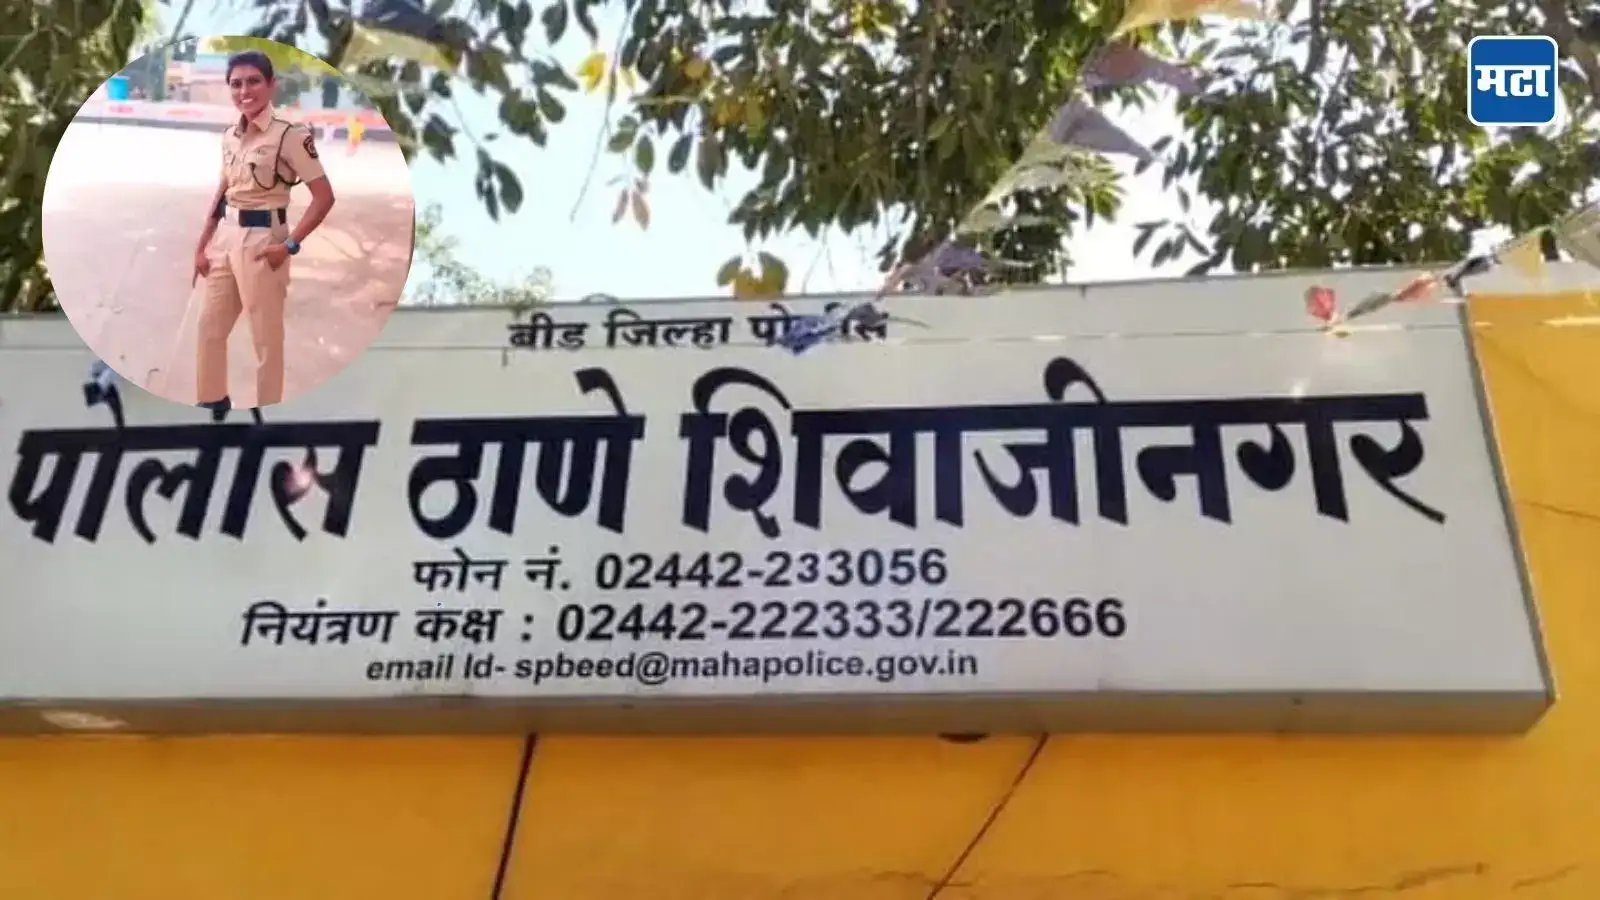 मटा
बीड जिल्हा पोलीस
पोलीस ठाणे शिवाजीनगर
फोन नं. 02442-233056
नियंत्रण कक्ष : 02442-222333/222666
email Id- spbeed@mahapolice.gov.in